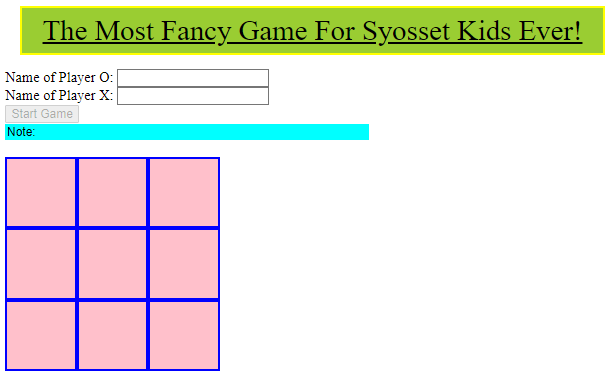 The Most Fancy Game For Syosset Kids Ever!
Name of Player O:
Name of Player X:
Start Game
Note: